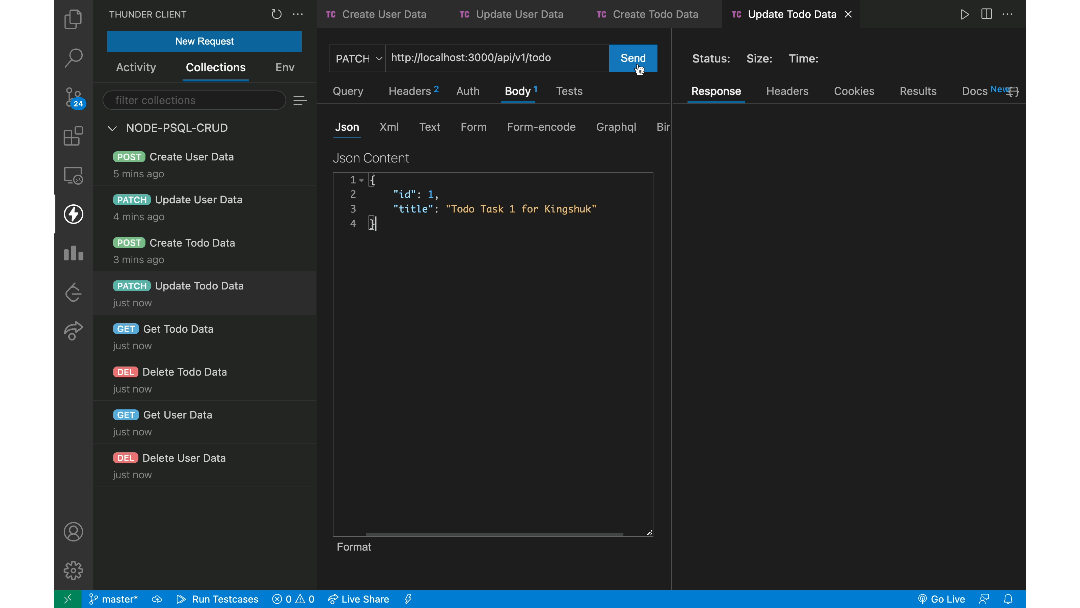 THUNDER CLIENT
New Request
Activity Collections Env
filter collections
NODE-PSQL-CRUD
POST Create User Data
5 mins ago
PATCH Update User Data
4 mins ago
POST Create Todo Data
3 mins ago
PATCH Update Todo Data
just now
GET Get Todo Data
just now
DEL Delete Todo Data
just now
GET Get User Data
just now
DEL Delete User Data
just now
24
TC Create User Data TC Update User Data TC Create Todo Data TC Update Todo Data
PATCH http://localhost:3000/api/v1/todo Send
Query Headers 2 Auth Body 1 Tests
Json Xml Text Form Form-encode Graphql Bin
Json Content
1 {
2 "id": 1,
3 "title": "Todo Task 1 for Kingshuk"
4 }
Format
Status: Size: Time:
Response Headers Cookies Results Docs New {}
master* Run Testcases 0 0 Live Share Go Live